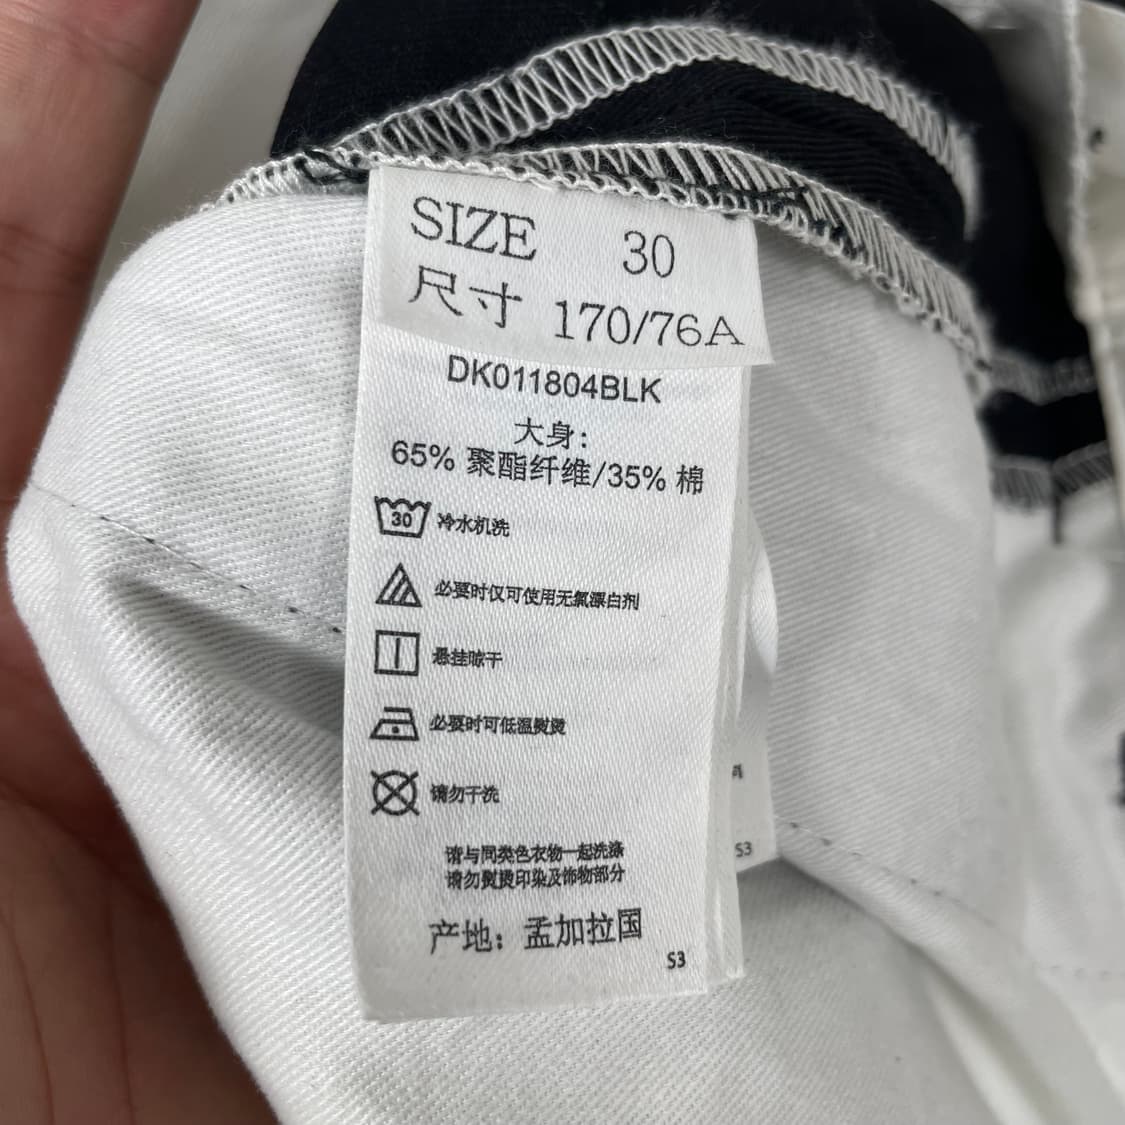 SIZE 30
尺寸 170/76A
DK011804BLK
大身:
65% 聚酯纤维/35% 棉
30 冷水机洗
必要时仅可使用无氯漂白剂
悬挂晾干
必要时可低温熨烫
请勿干洗
请与同类色衣物一起洗涤
请勿熨烫印染及饰物部分
产地: 孟加拉国
S3
S3